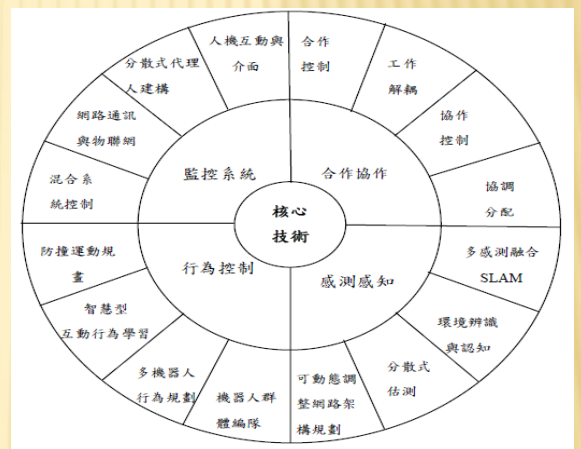 人機互動與
介面
合作
控制
工作
解耦
協作
控制
協調
分配
多感測融合
SLAM
環境辨識
與認知
分散式
估測
可動態調
整網路架
構規劃
機器人群
體編隊
多機器人
行為規劃
智慧型
互動行為學習
防撞運動規
畫
混合系
統控制
網路通訊
與物聯網
分散式代理
人建構
監控系統
合作協作
核心
技術
行為控制
感測感知